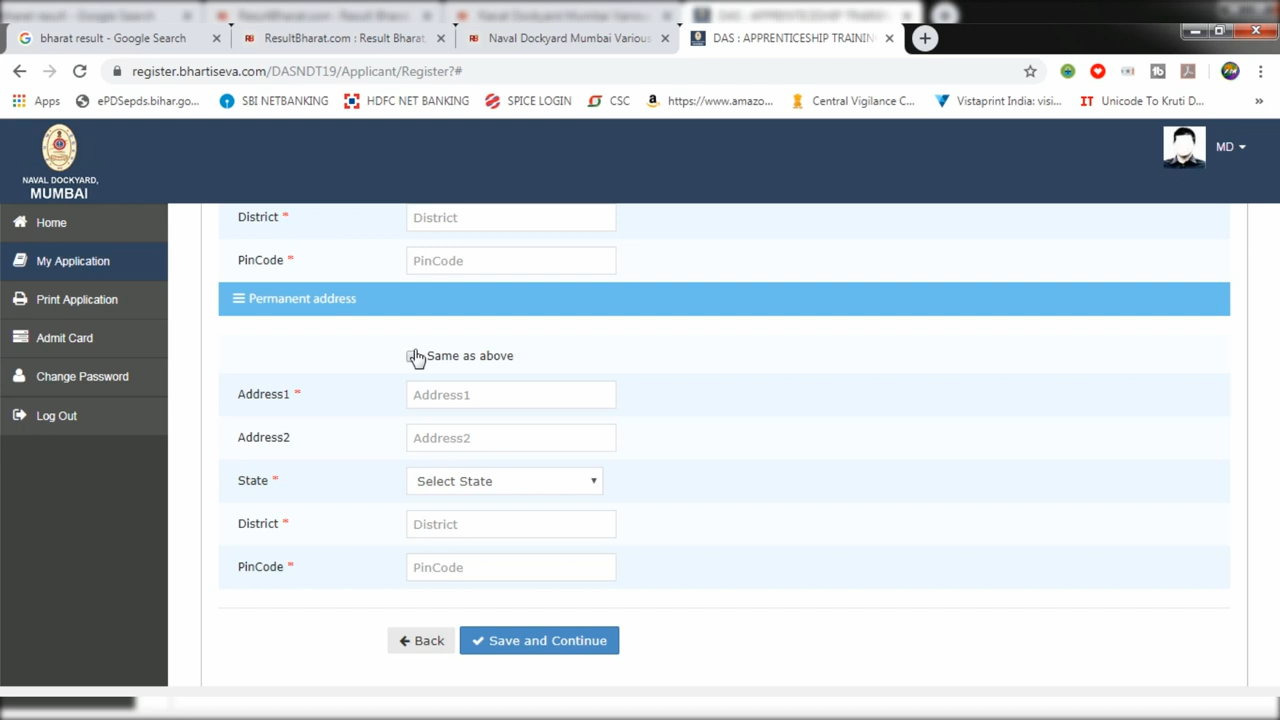 bharat result - Google Search
ResultBharat.com : Result Bharat
Naval Dockyard Mumbai Various
DAS : APPRENTICESHIP TRAININ
register.bhartiseva.com/DASNDT19/Applicant/Register?#
Apps
ePDSepds.bihar.go...
SBI NETBANKING
HDFC NET BANKING
SPICE LOGIN
CSC
https://www.amazo...
Central Vigilance C...
Vistaprint India: visi...
IT Unicode To Kruti D...
»
NAVAL DOCKYARD,
MUMBAI
MD
Home
My Application
Print Application
Admit Card
Change Password
Log Out
District * District
PinCode * PinCode
Permanent address
Same as above
Address1 * Address1
Address2 Address2
State * Select State
District * District
PinCode * PinCode
Back
Save and Continue